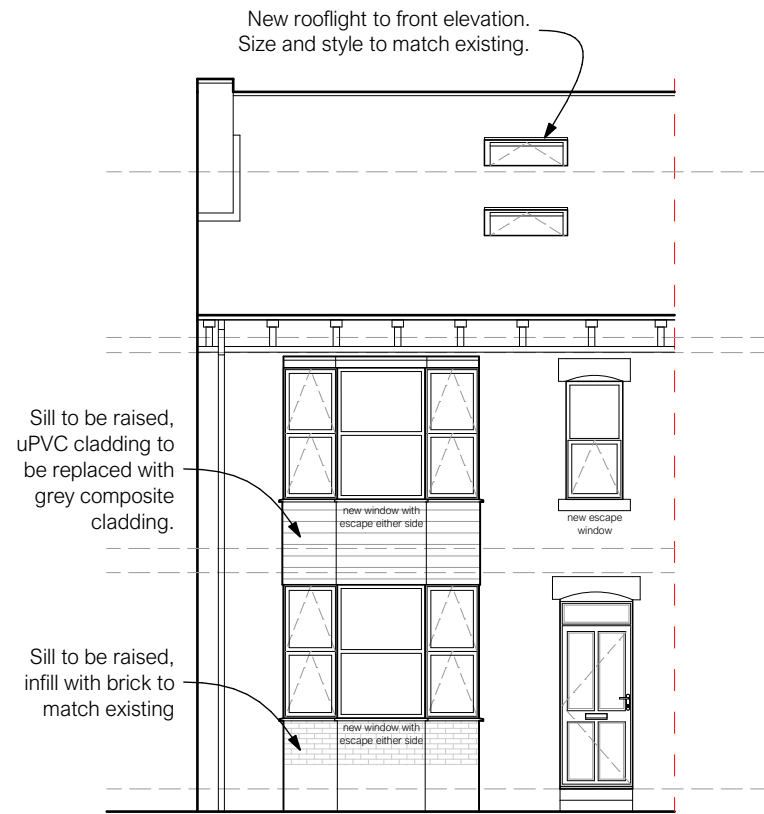 New rooflight to front elevation.
Size and style to match existing.
Sill to be raised,
uPVC cladding to
be replaced with
grey composite
cladding.
new window with
escape either side
new escape
window
Sill to be raised,
infill with brick to
match existing
new window with
escape either side